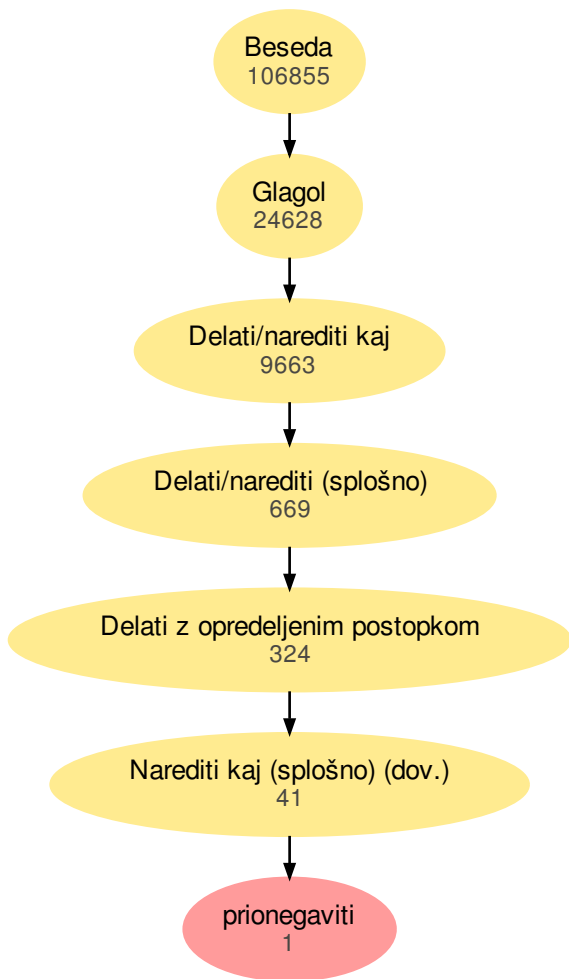 Beseda
106855
Glagol
24628
Delati/narediti kaj
9663
Delati/narediti (splošno)
669
Delati z opredeljenim postopkom
324
Narediti kaj (splošno) (dov.)
41
prionegaviti
1